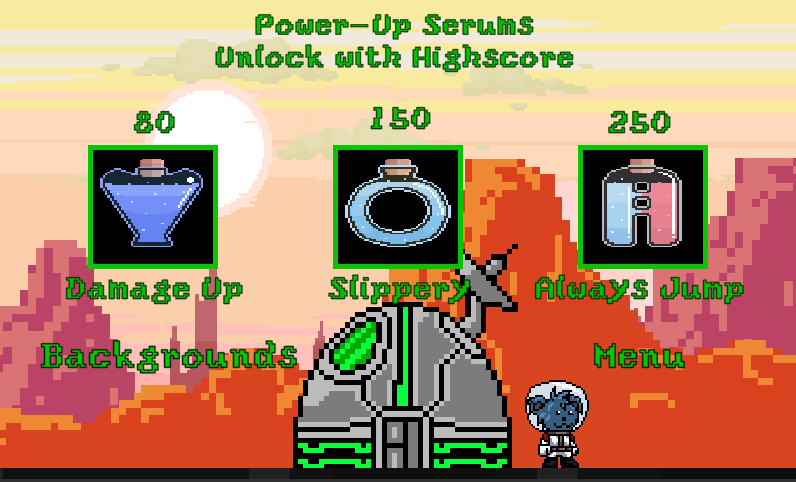 Power-Up Serums
Unlock with Highscore
80 150 250
Damage Up Slippery Always Jump
Backgrounds Menu